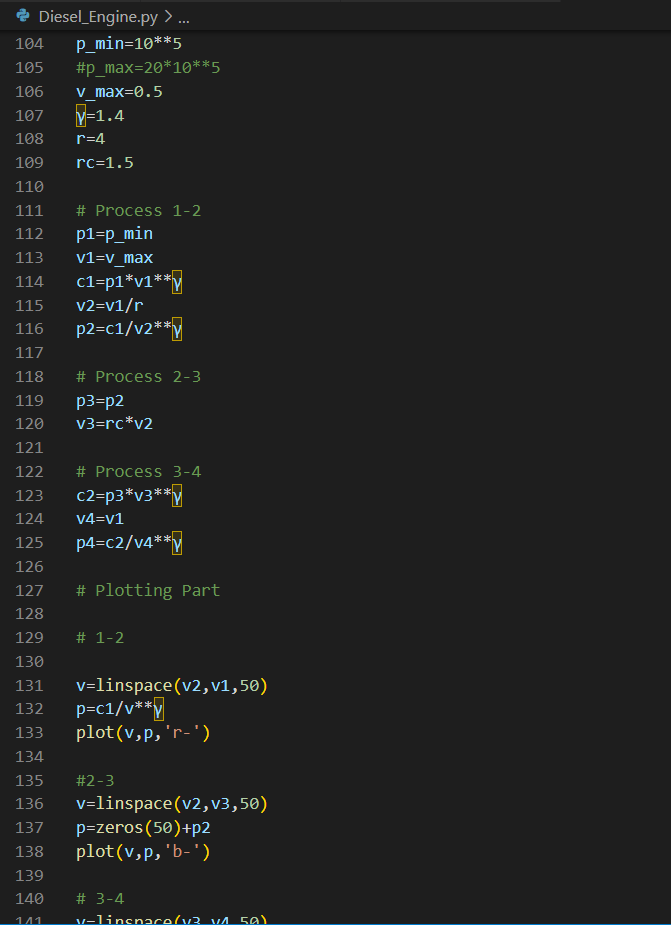 Diesel_Engine.py > ...
104 p_min=10**5
105 #p_max=20*10**5
106 v_max=0.5
107 γ=1.4
108 r=4
109 rc=1.5
110
111 # Process 1-2
112 p1=p_min
113 v1=v_max
114 c1=p1*v1**γ
115 v2=v1/r
116 p2=c1/v2**γ
117
118 # Process 2-3
119 p3=p2
120 v3=rc*v2
121
122 # Process 3-4
123 c2=p3*v3**γ
124 v4=v1
125 p4=c2/v4**γ
126
127 # Plotting Part
128
129 # 1-2
130
131 v=linspace(v2,v1,50)
132 p=c1/v**γ
133 plot(v,p,'r-')
134
135 #2-3
136 v=linspace(v2,v3,50)
137 p=zeros(50)+p2
138 plot(v,p,'b-')
139
140 # 3-4
141 v=linspace(v3,v4,50)